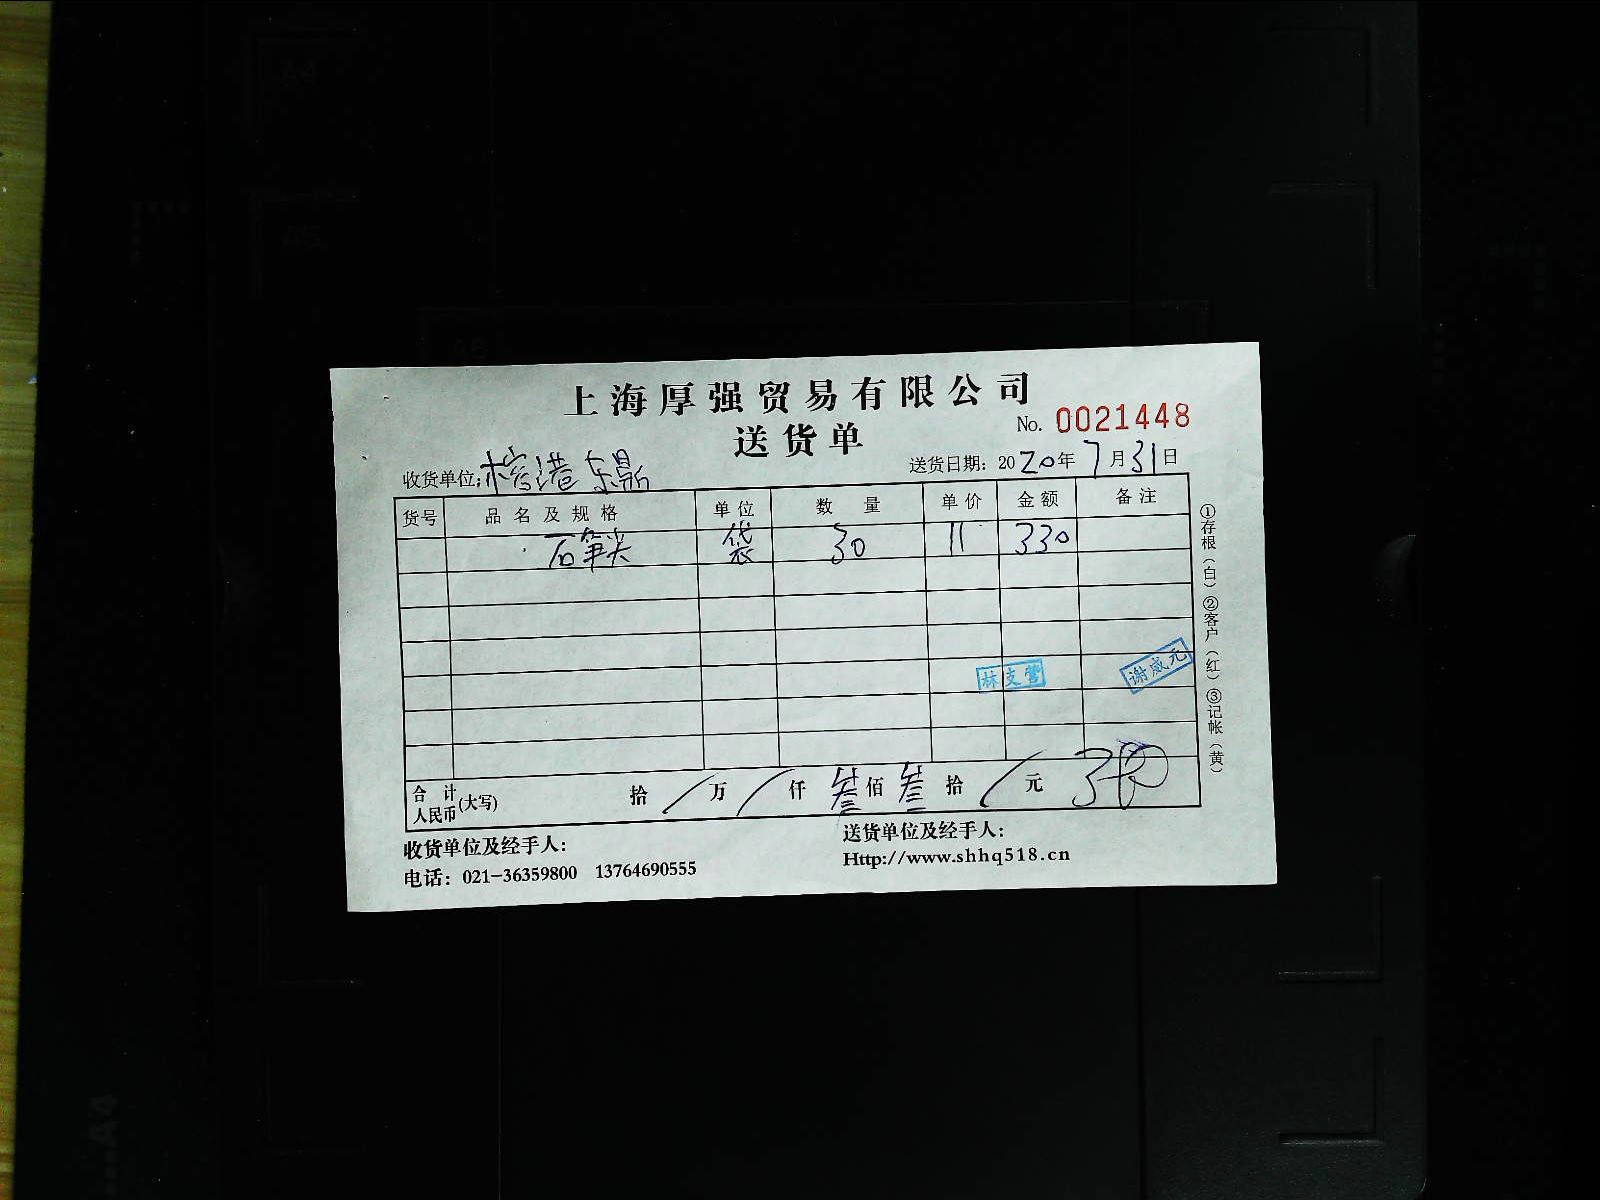 上海厚强贸易有限公司
送货单
No. 0021448
收货单位: 港东鼎
送货日期: 2020年7月31日
货号 品名及规格 单位 数量 单价 金额 备注
石笋尖 袋 30 11 330
林支营
谢威元
合计人民币(大写) 拾 / 万 / 仟 叁佰 叁拾 / 元 330
收货单位及经手人:
送货单位及经手人:
电话: 021-36359800 13764690555
Http://www.shhq518.cn
①存根(白)②客户(红)③记帐(黄)
A4
A5